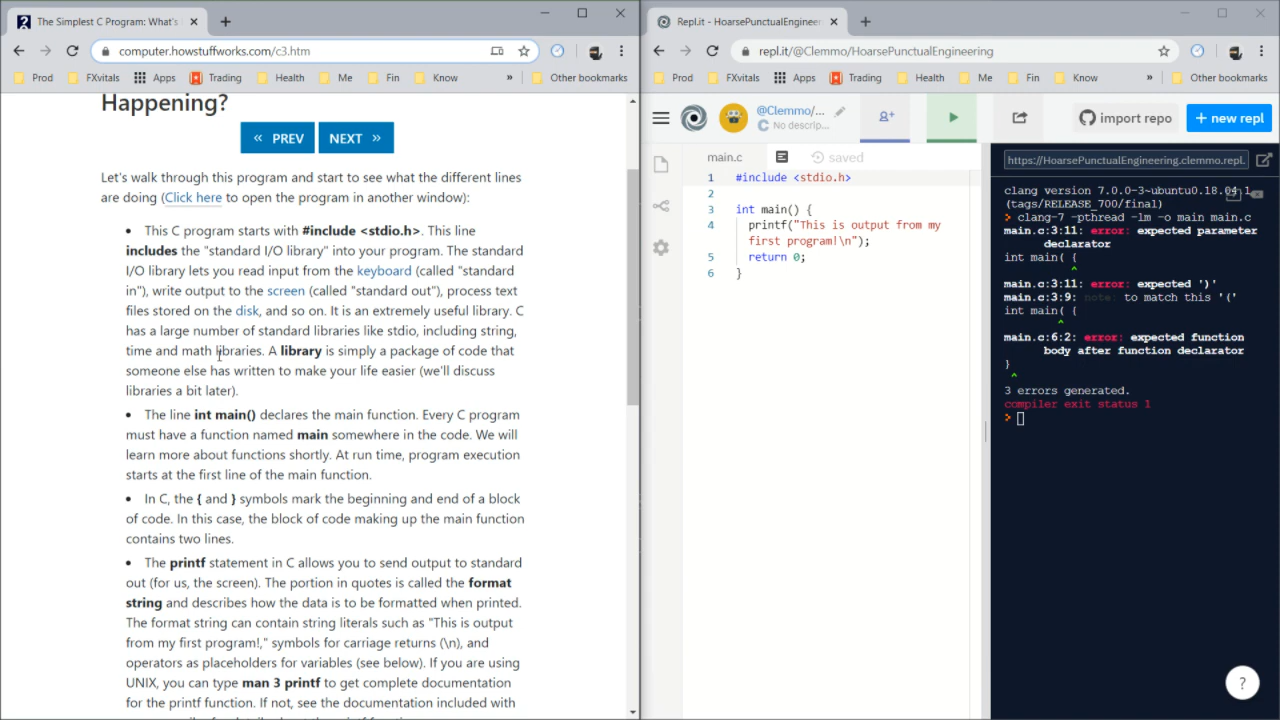 The Simplest C Program: What's
computer.howstuffworks.com/c3.htm
Prod FXvitals Apps Trading Health Me Fin Know » Other bookmarks
Happening?
« PREV NEXT »
Let's walk through this program and start to see what the different lines
are doing (Click here to open the program in another window):
• This C program starts with #include <stdio.h>. This line
includes the "standard I/O library" into your program. The standard
I/O library lets you read input from the keyboard (called "standard
in"), write output to the screen (called "standard out"), process text
files stored on the disk, and so on. It is an extremely useful library. C
has a large number of standard libraries like stdio, including string,
time and math libraries. A library is simply a package of code that
someone else has written to make your life easier (we'll discuss
libraries a bit later).
• The line int main() declares the main function. Every C program
must have a function named main somewhere in the code. We will
learn more about functions shortly. At run time, program execution
starts at the first line of the main function.
• In C, the { and } symbols mark the beginning and end of a block
of code. In this case, the block of code making up the main function
contains two lines.
• The printf statement in C allows you to send output to standard
out (for us, the screen). The portion in quotes is called the format
string and describes how the data is to be formatted when printed.
The format string can contain string literals such as "This is output
from my first program!," symbols for carriage returns (\n), and
operators as placeholders for variables (see below). If you are using
UNIX, you can type man 3 printf to get complete documentation
for the printf function. If not, see the documentation included with
Repl.it - HoarsePunctualEngineer
repl.it/@Clemmo/HoarsePunctualEngineering
Prod FXvitals Apps Trading Health Me Fin Know » Other bookmarks
@Clemmo/...
C No descrip...
import repo
+ new repl
main.c
saved
1 #include <stdio.h>
2
3 int main() {
4 printf("This is output from my
first program!\n");
5 return 0;
6 }
https://HoarsePunctualEngineering.clemmo.repl.
clang version 7.0.0-3~ubuntu0.18.04.1
(tags/RELEASE_700/final)
> clang-7 -pthread -lm -o main main.c
main.c:3:11: error: expected parameter
declarator
int main( {
^
main.c:3:11: error: expected ')'
main.c:3:9: note: to match this '('
int main( {
^
main.c:6:2: error: expected function
body after function declarator
}
^
3 errors generated.
compiler exit status 1
>
?